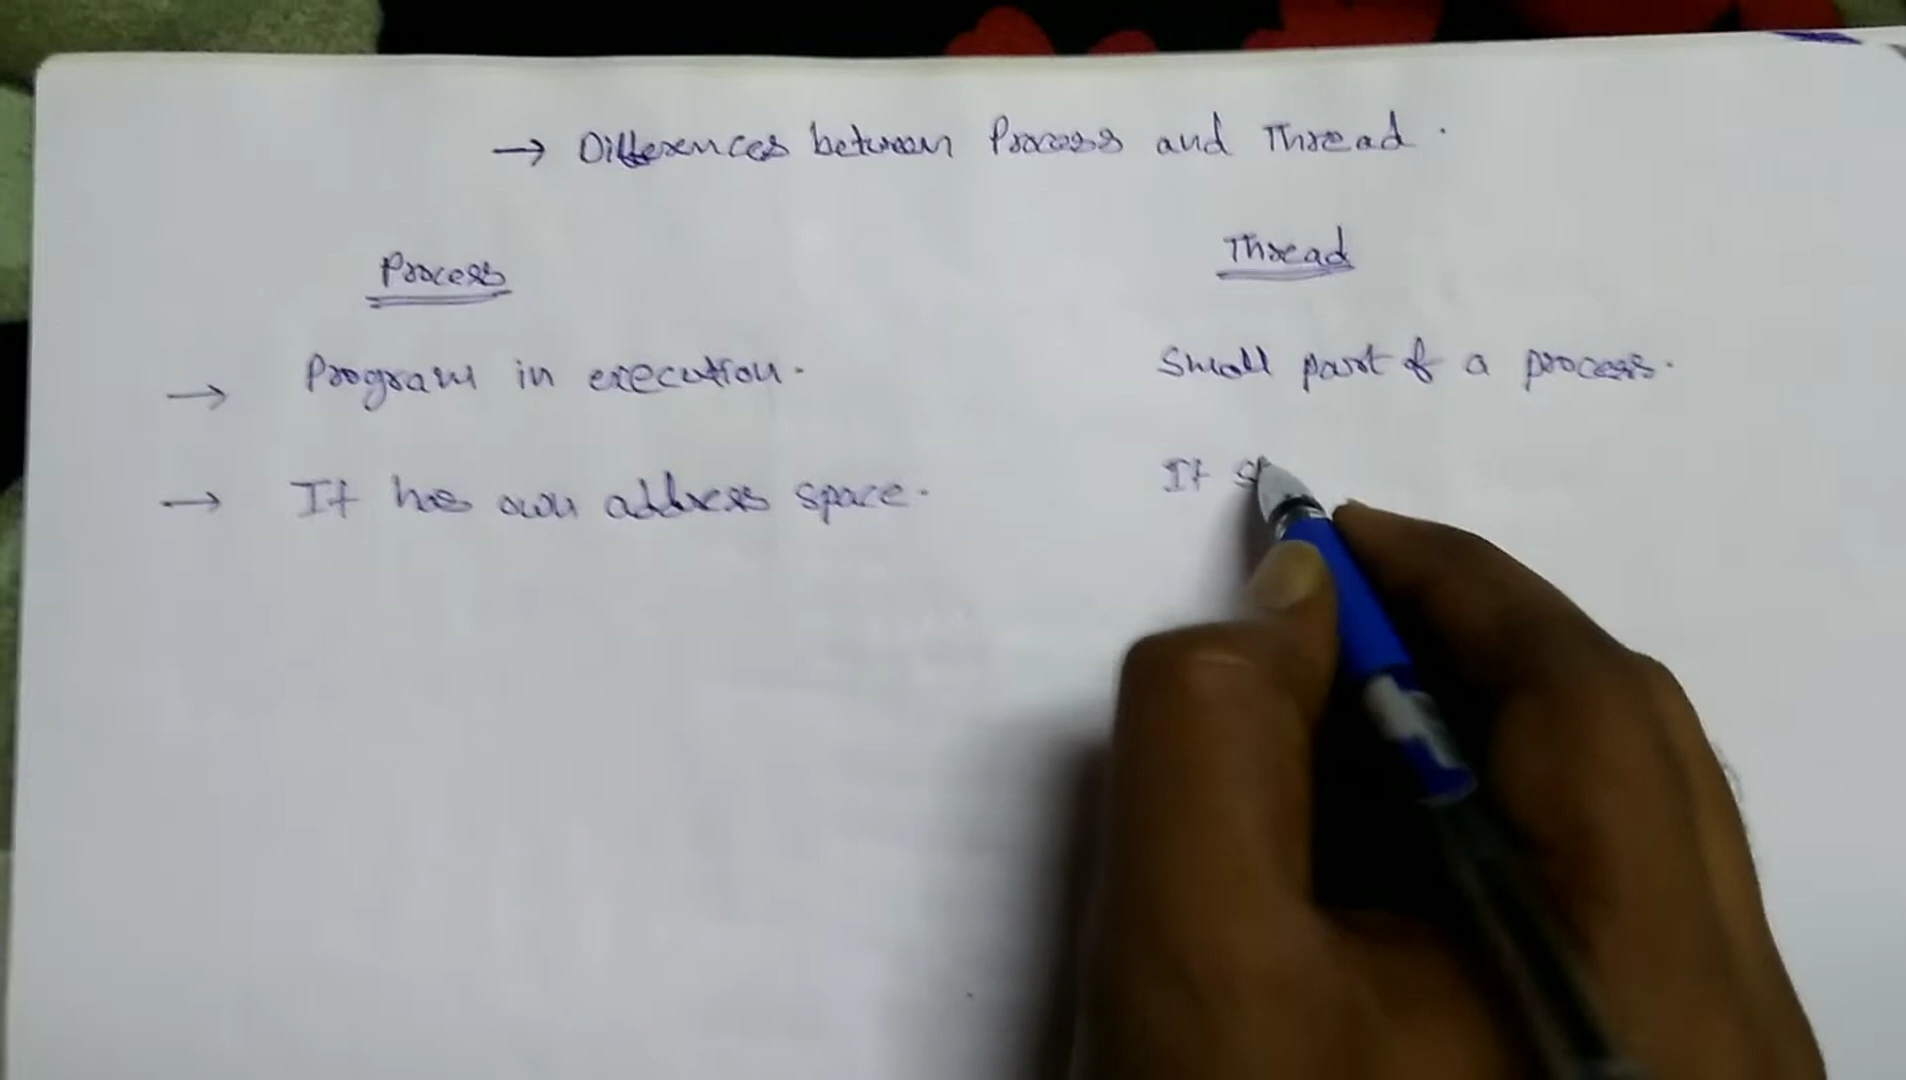 → Differences between Process and Thread.
Process
Thread
→ Program in execution.
Small part of a process.
→ It has own address space.
It